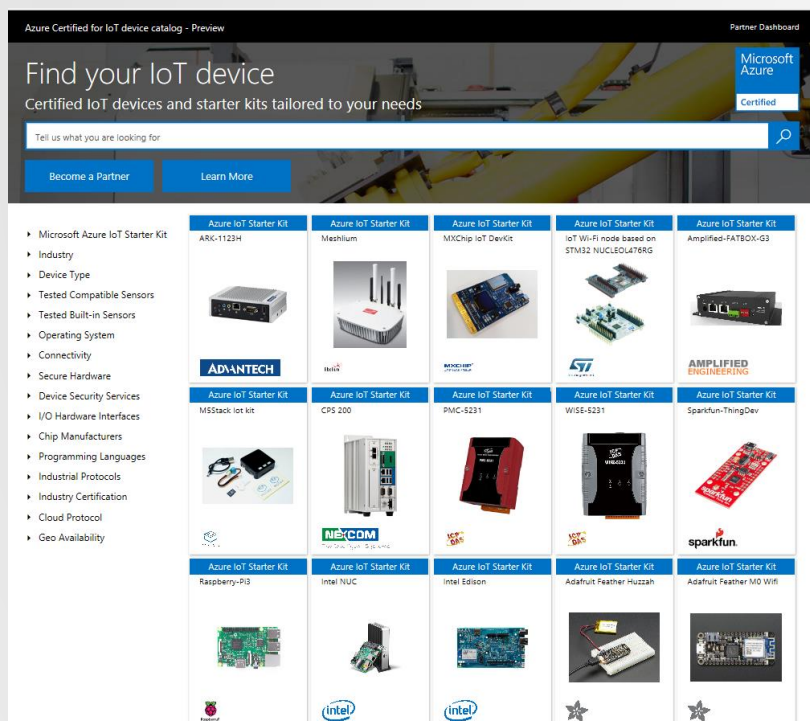 Azure Certified for IoT device catalog - Preview
Partner Dashboard
Find your IoT device
Certified IoT devices and starter kits tailored to your needs
Microsoft
Azure
Certified
Tell us what you are looking for
Become a Partner
Learn More
Microsoft Azure IoT Starter Kit
Industry
Device Type
Tested Compatible Sensors
Tested Built-in Sensors
Operating System
Connectivity
Secure Hardware
Device Security Services
I/O Hardware Interfaces
Chip Manufacturers
Programming Languages
Industrial Protocols
Industry Certification
Cloud Protocol
Geo Availability
Azure IoT Starter Kit
ARK-1123H
ADVANTECH
Azure IoT Starter Kit
Meshlium
Azure IoT Starter Kit
MXChip IoT DevKit
MXCHIP
Azure IoT Starter Kit
IoT Wi-Fi node based on
STM32 NUCLEOL476RG
ST
Azure IoT Starter Kit
Amplified-FATBOX-G3
AMPLIFIED
ENGINEERING
Azure IoT Starter Kit
M5Stack Iot kit
Azure IoT Starter Kit
CPS 200
NEXCOM
Azure IoT Starter Kit
PMC-5231
ICP
DAS
Azure IoT Starter Kit
WISE-5231
ICP
DAS
Azure IoT Starter Kit
Sparkfun-ThingDev
sparkfun
sparkfun
Azure IoT Starter Kit
Raspberry-Pi3
Azure IoT Starter Kit
Intel NUC
intel
Azure IoT Starter Kit
Intel Edison
intel
Azure IoT Starter Kit
Adafruit Feather Huzzah
Azure IoT Starter Kit
Adafruit Feather M0 Wifi